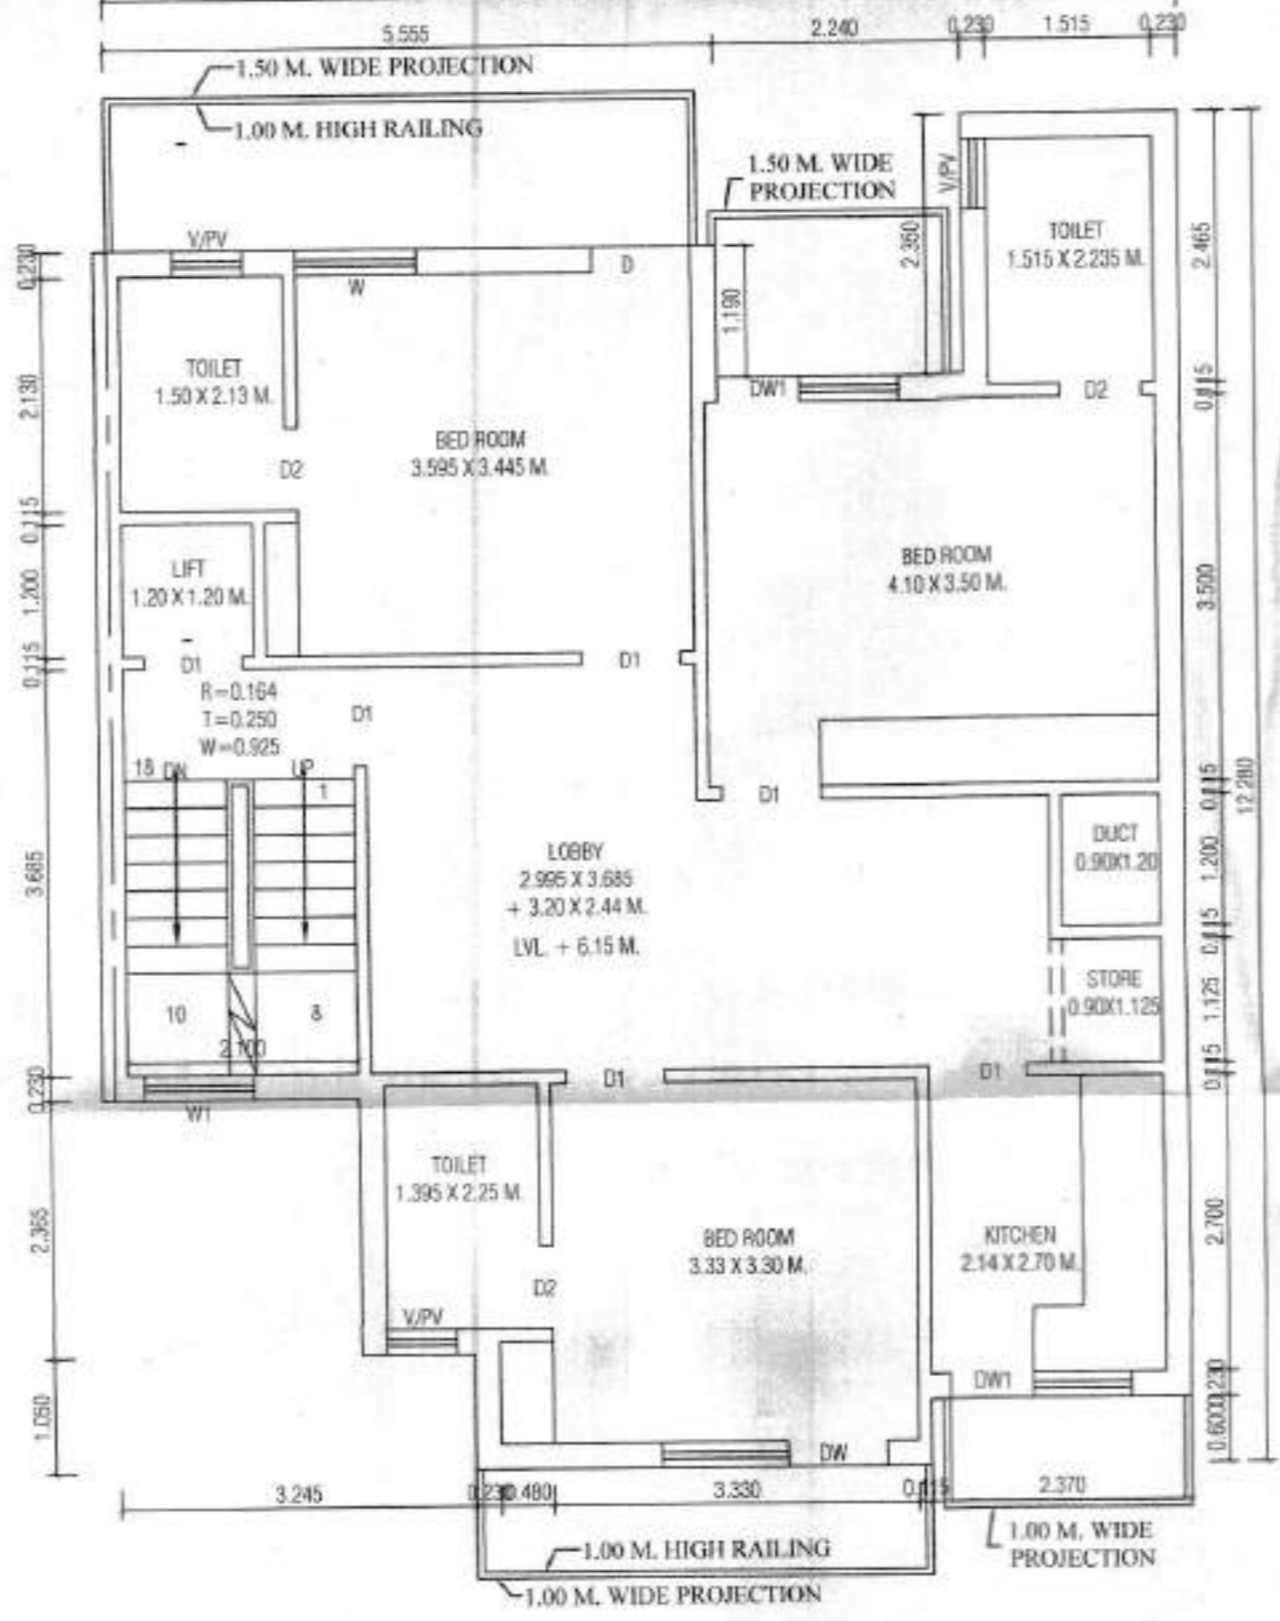 5.555
2.240
0.230
1.515
0.230
1.50 M. WIDE PROJECTION
1.00 M. HIGH RAILING
1.50 M. WIDE
PROJECTION
V/PV
TOILET
1.515 X 2.235 M.
2.465
2.360
1.190
0.230
V/PV
W
D
DW1
D2
0.115
TOILET
1.50 X 2.13 M.
2.130
D2
BED ROOM
3.595 X 3.445 M.
BED ROOM
4.10 X 3.50 M.
3.500
0.115
LIFT
1.20 X 1.20 M.
1.200
0.115
D1
D1
R=0.164
T=0.250
W=0.925
D1
18 DN
UP
1
D1
0.115
12.280
LOBBY
2.995 X 3.685
+ 3.20 X 2.44 M.
LVL. + 6.15 M.
DUCT
0.90X1.20
1.200
0.115
3.685
STORE
0.90X1.125
1.125
10
8
2.100
0.230
W1
D1
D1
0.115
TOILET
1.395 X 2.25 M.
2.365
BED ROOM
3.33 X 3.30 M.
KITCHEN
2.14 X 2.70 M.
2.700
D2
V/PV
DW1
0.230
1.050
DW
0.600
3.245
0.230
0.480
3.330
0.115
2.370
1.00 M. HIGH RAILING
1.00 M. WIDE PROJECTION
1.00 M. WIDE
PROJECTION